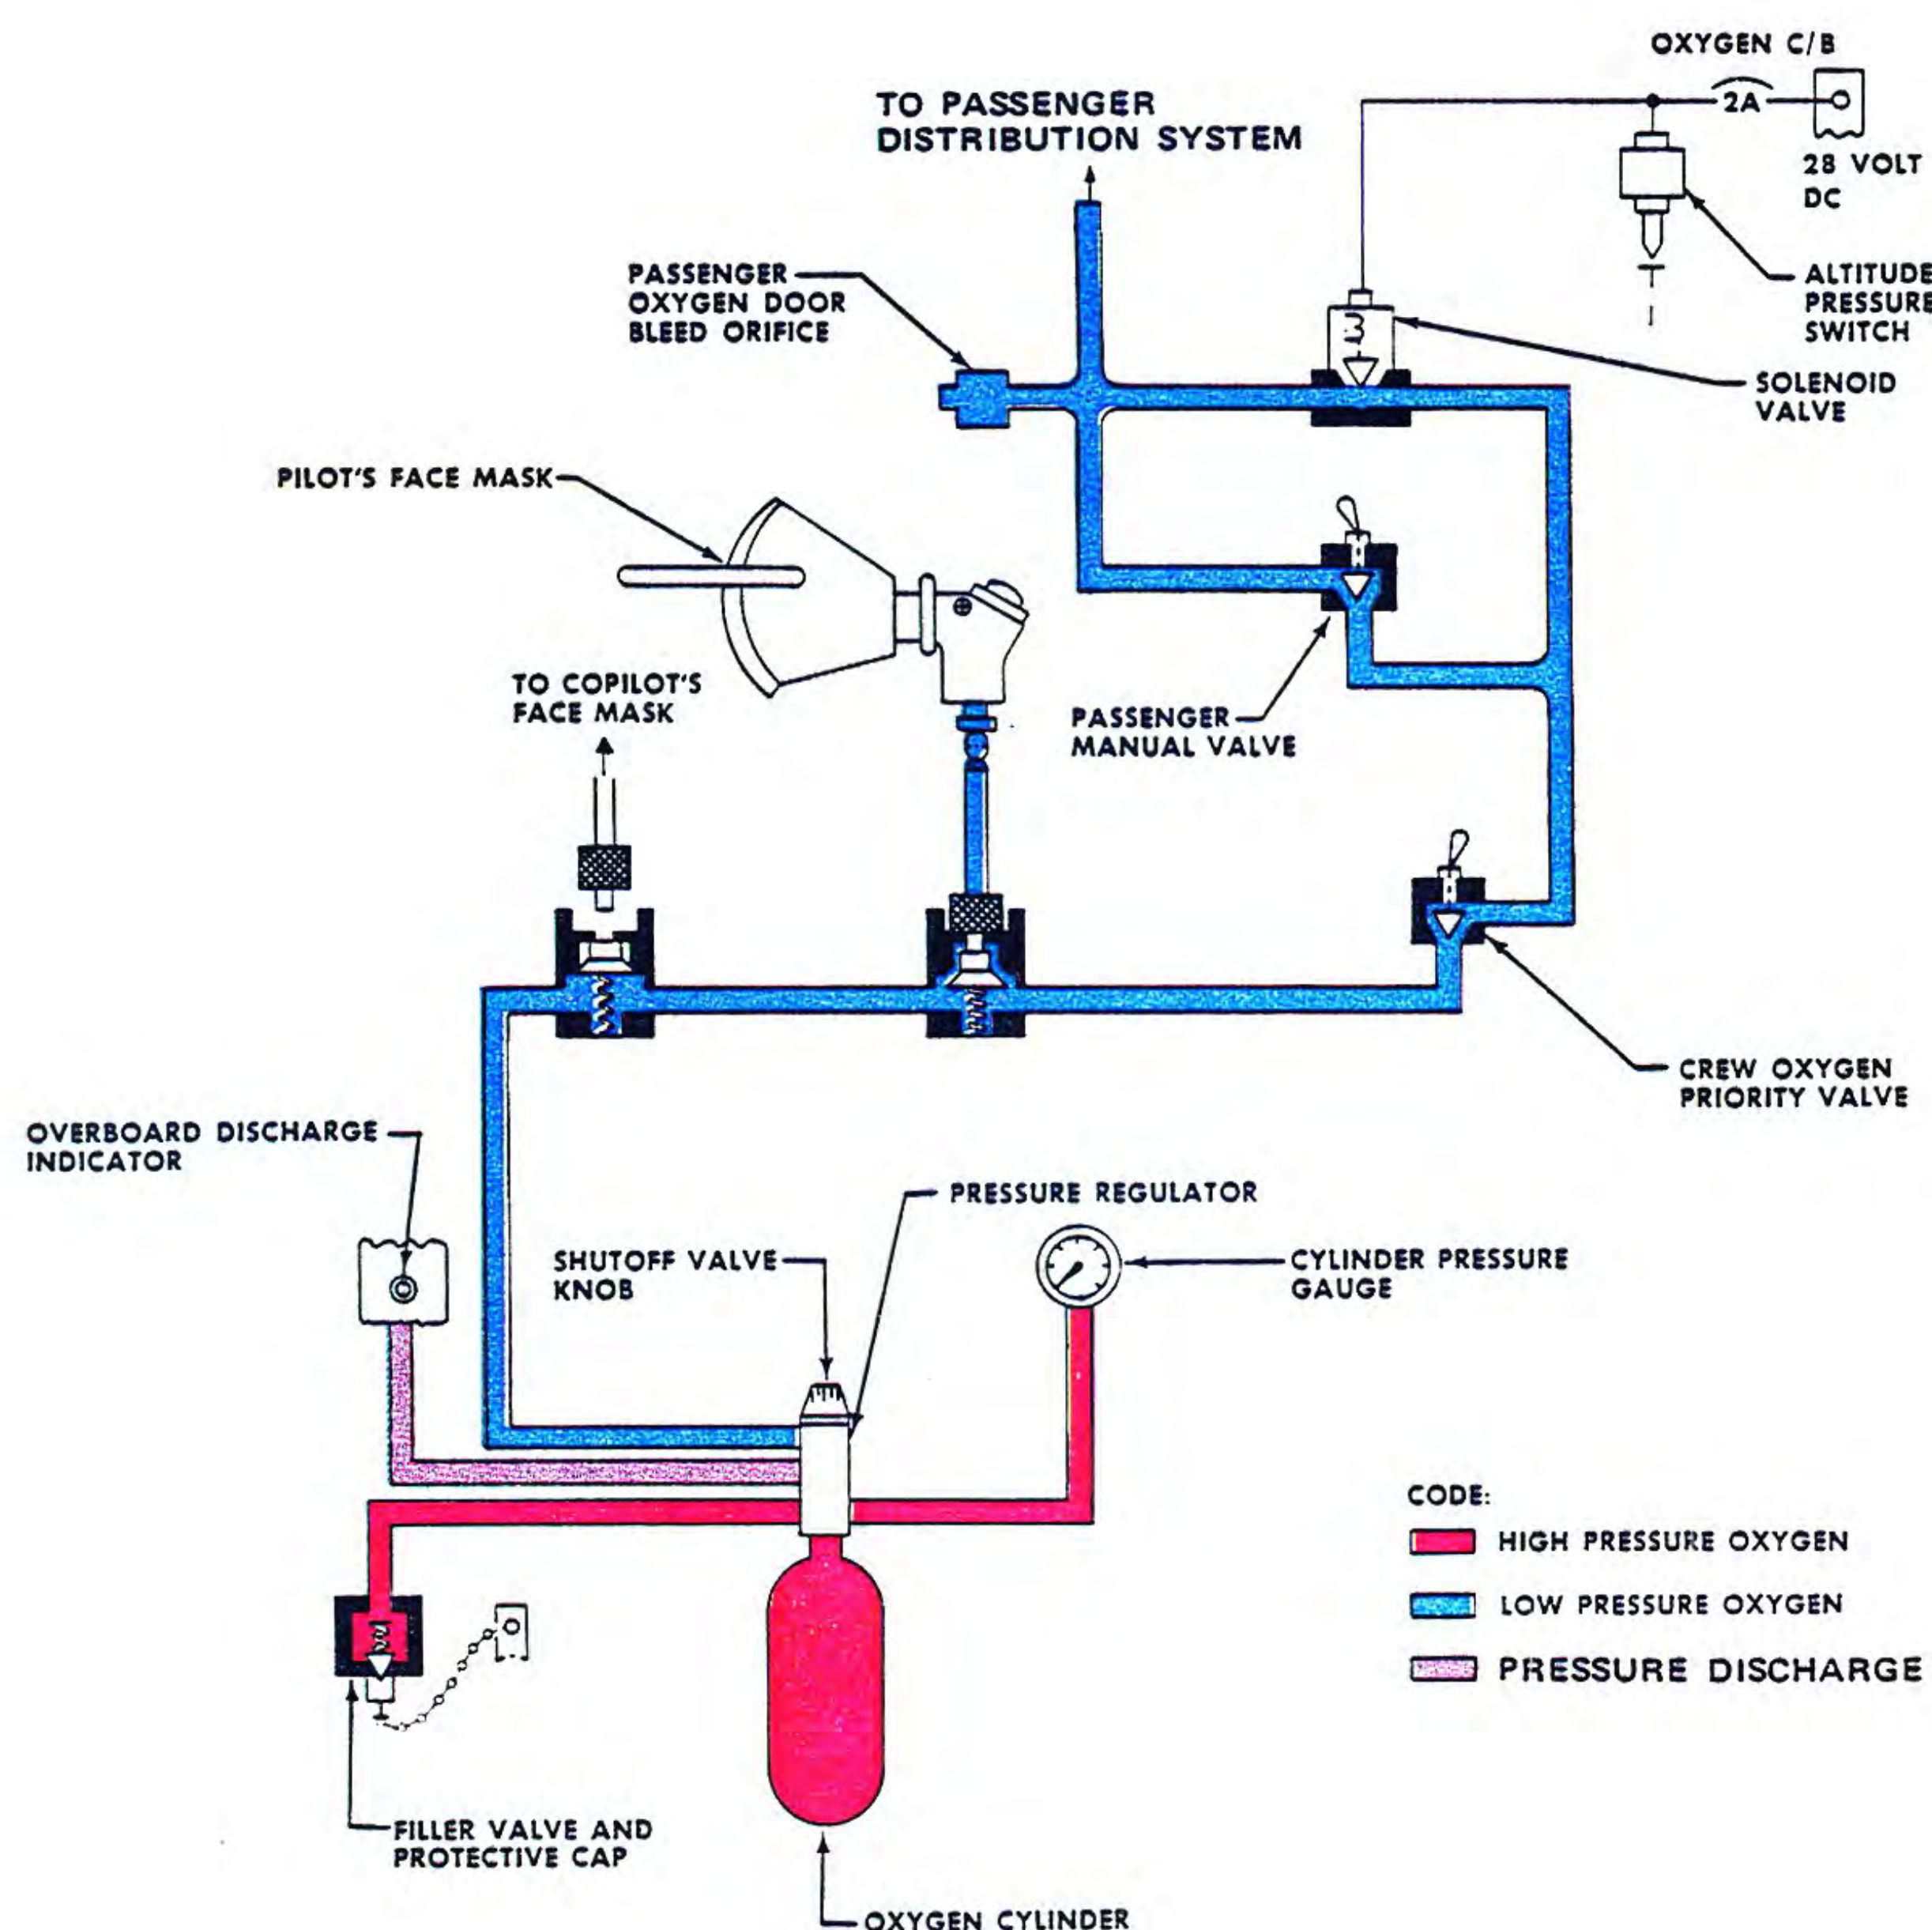 OXYGEN C/B
TO PASSENGER
DISTRIBUTION SYSTEM
2A
28 VOLT
DC
PASSENGER
OXYGEN DOOR
BLEED ORIFICE
ALTITUDE
PRESSURE
SWITCH
SOLENOID
VALVE
PILOT'S FACE MASK
TO COPILOT'S
FACE MASK
PASSENGER
MANUAL VALVE
CREW OXYGEN
PRIORITY VALVE
OVERBOARD DISCHARGE
INDICATOR
PRESSURE REGULATOR
SHUTOFF VALVE
KNOB
CYLINDER PRESSURE
GAUGE
CODE:
HIGH PRESSURE OXYGEN
LOW PRESSURE OXYGEN
PRESSURE DISCHARGE
FILLER VALVE AND
PROTECTIVE CAP
OXYGEN CYLINDER